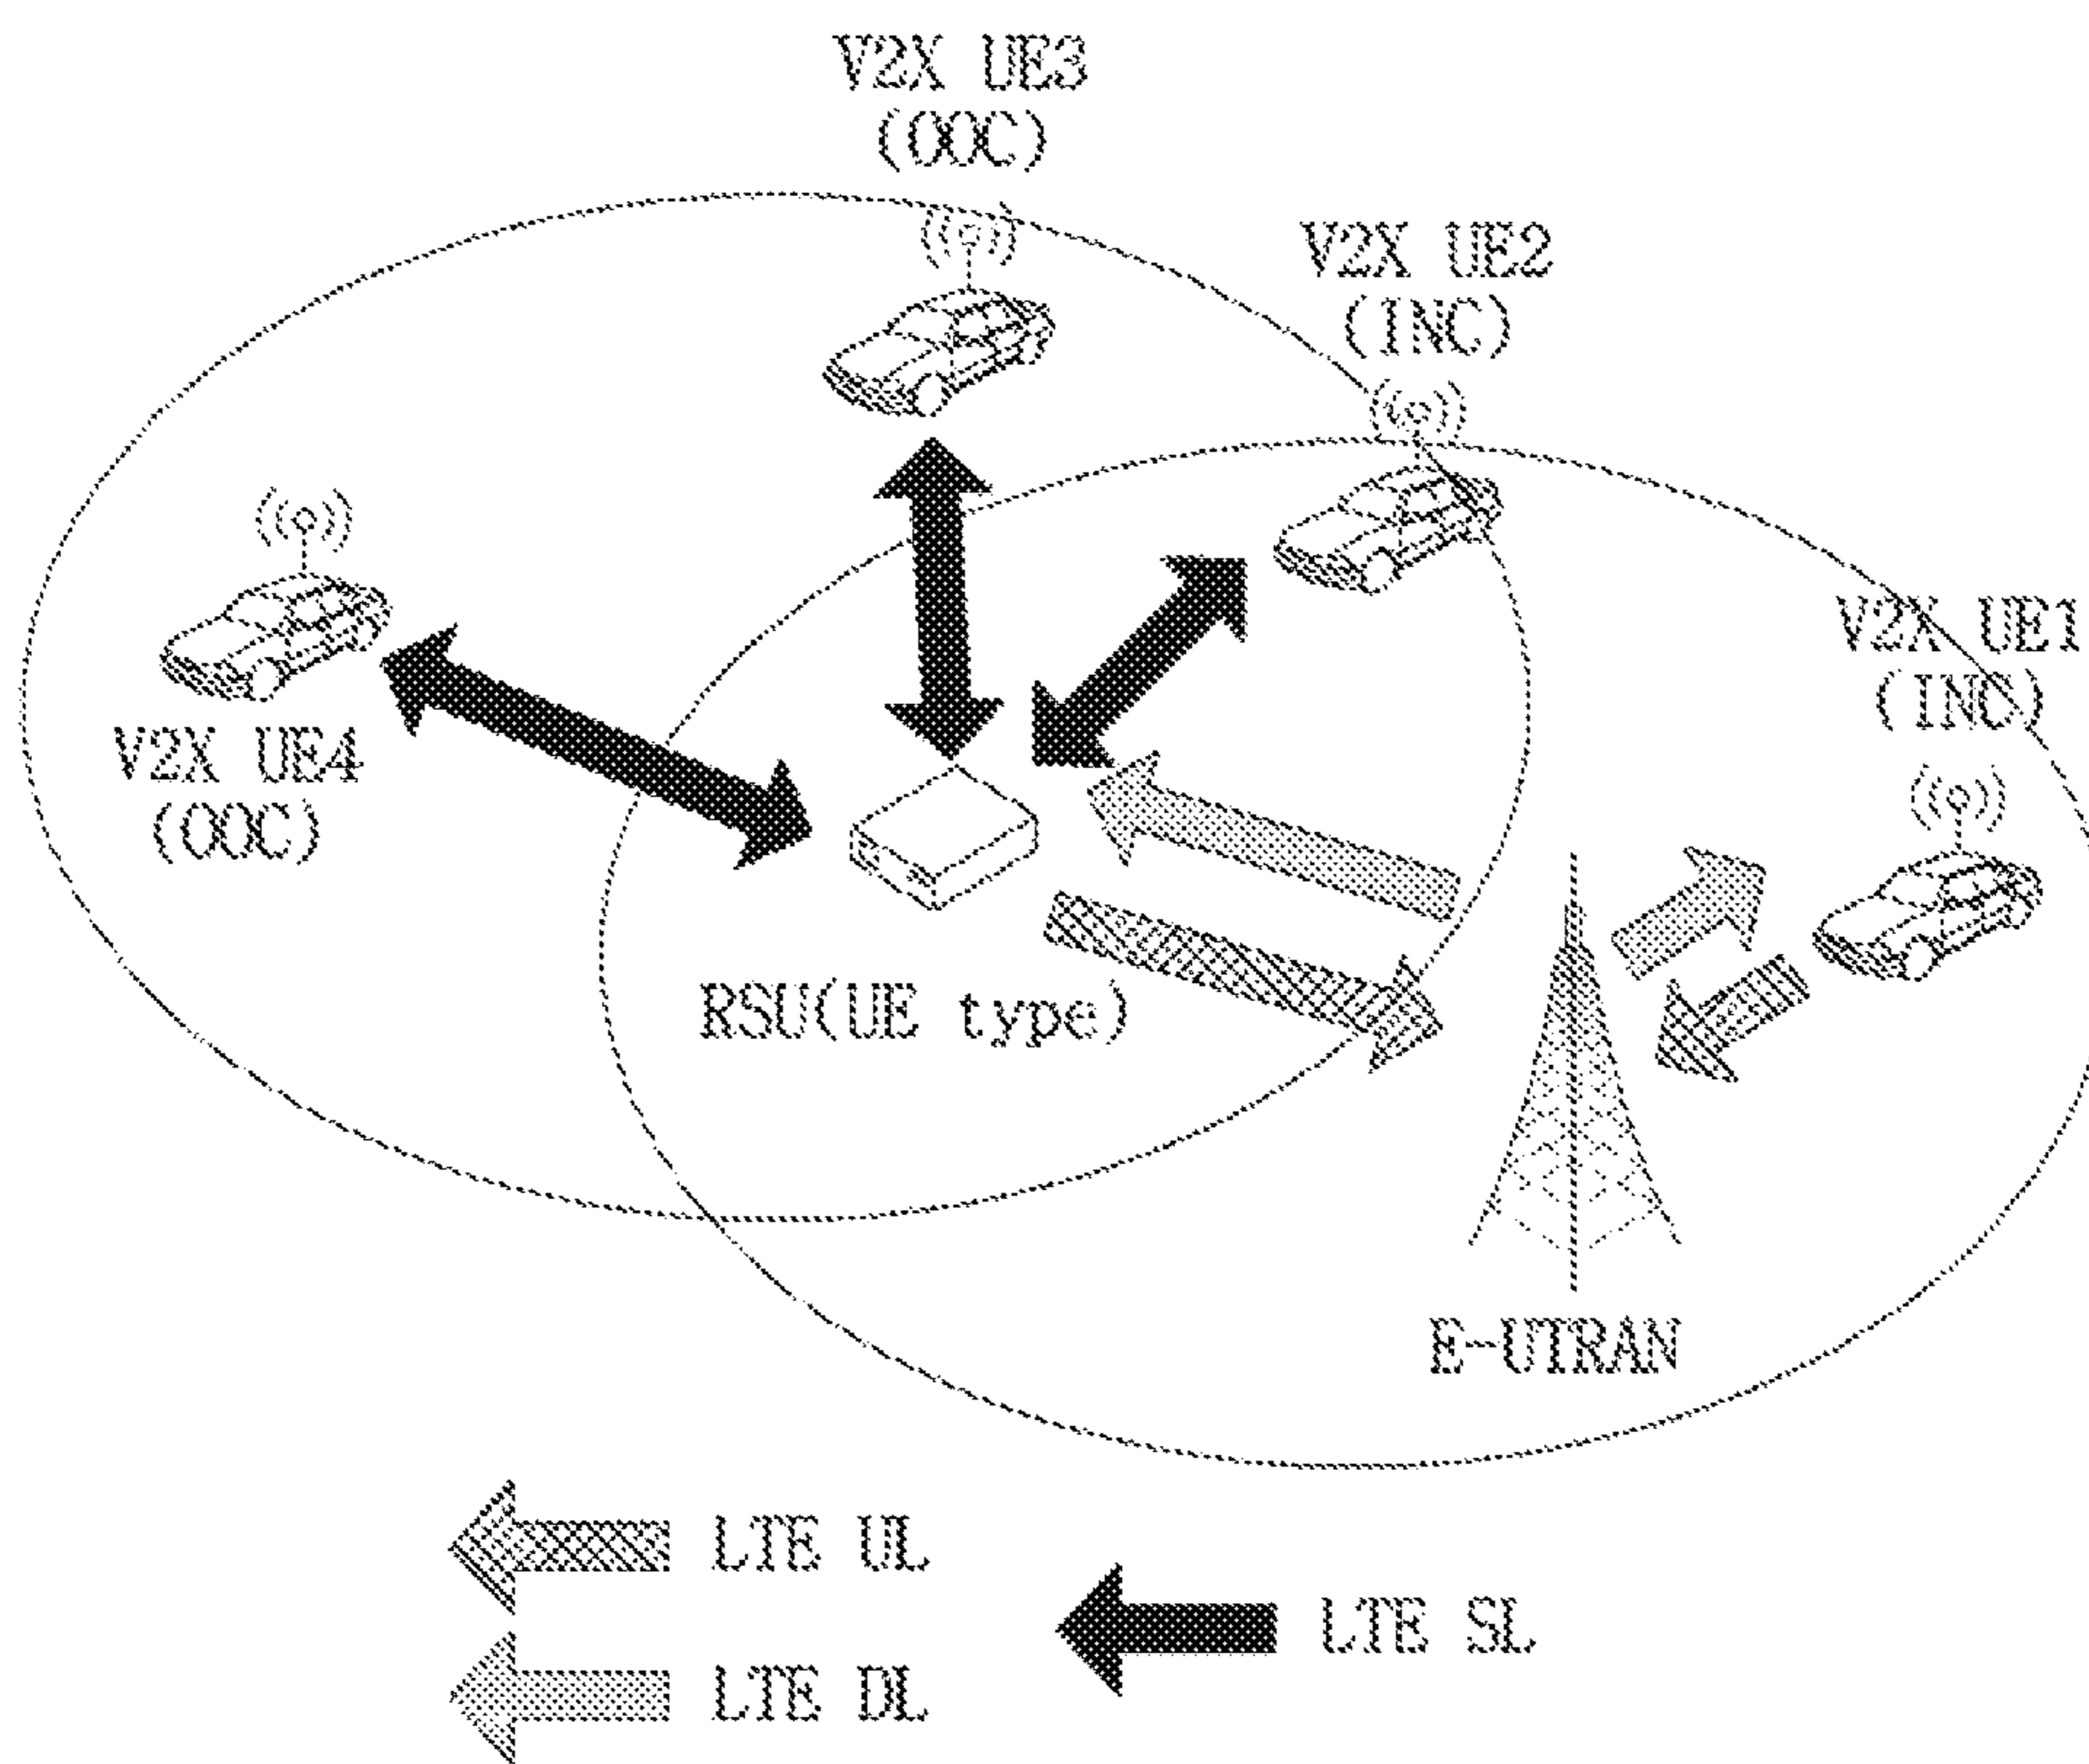 V2X UE3
(OOC)
V2X UE2
(INC)
V2X UE1
(INC)
V2X UE4
(OOC)
RSU(UE type)
E-UTRAN
LTE UL
LTE SL
LTE DL